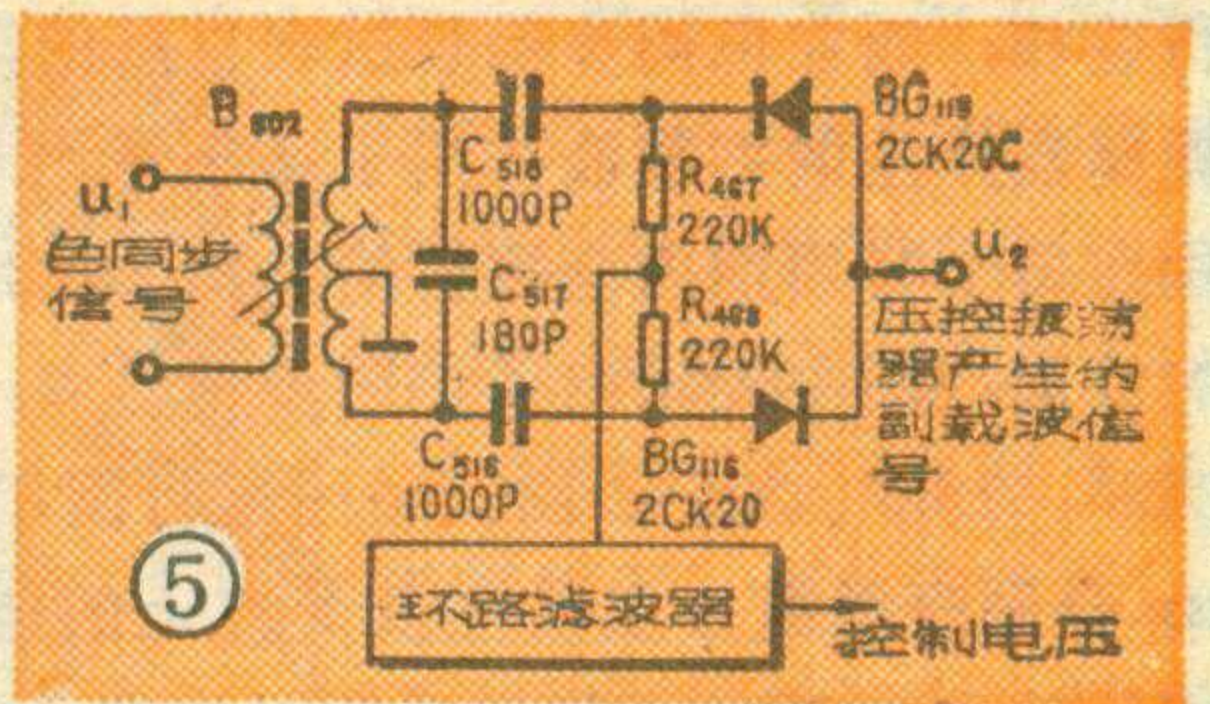 B₈₀₂
u₁
色同步
信号
C₅₁₈
1000P
C₅₁₇
180P
C₅₁₆
1000P
R₄₆₇
220K
R₄₆₈
220K
BG₁₁₅
2CK20C
BG₁₁₆
2CK20
u₂
压控振荡
器产生的
副载波信
号
环路滤波器
控制电压
⑤